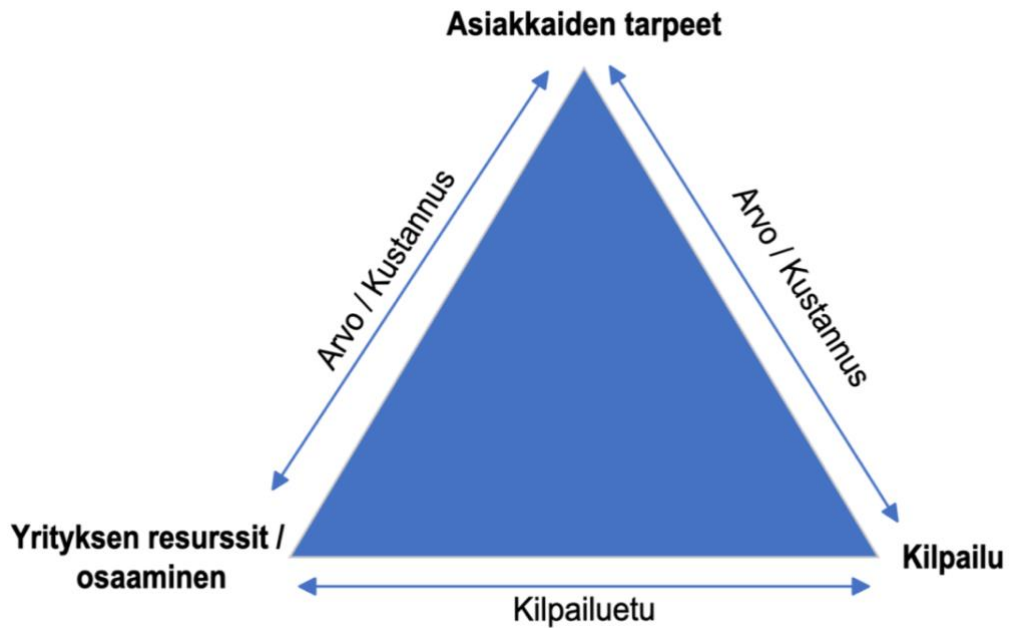 Asiakkaiden tarpeet
Arvo / Kustannus
Arvo / Kustannus
Yrityksen resurssit /
osaaminen
Kilpailu
Kilpailuetu